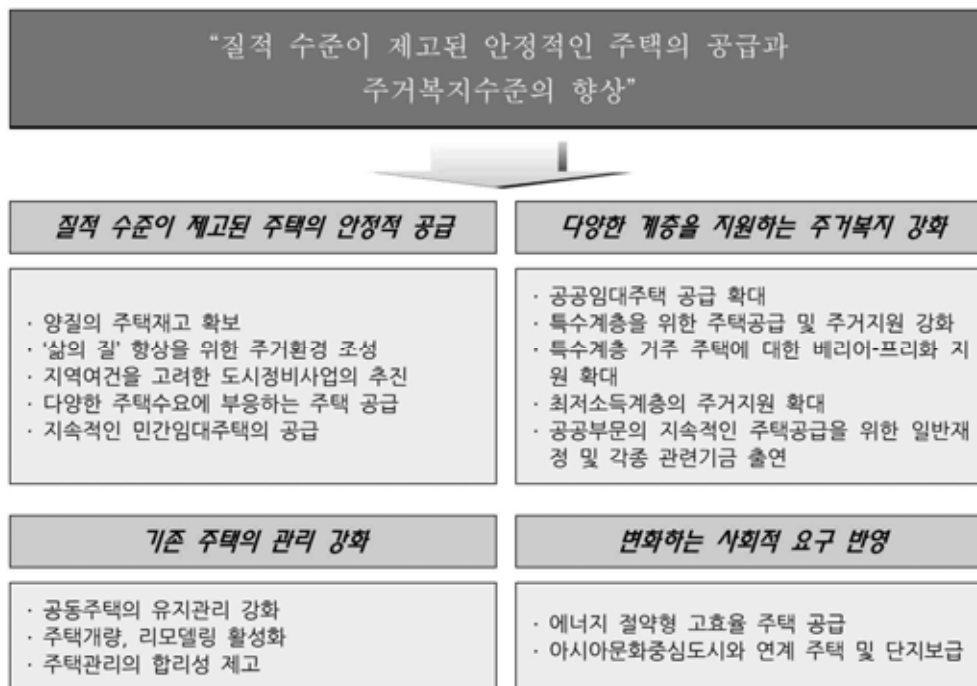 “질적 수준이 제고된 안정적인 주택의 공급과
주거복지수준의 향상”
질적 수준이 제고된 주택의 안정적 공급
· 양질의 주택재고 확보
· ‘삶의 질’ 향상을 위한 주거환경 조성
· 지역여건을 고려한 도시정비사업의 추진
· 다양한 주택수요에 부응하는 주택 공급
· 지속적인 민간임대주택의 공급
다양한 계층을 지원하는 주거복지 강화
· 공공임대주택 공급 확대
· 특수계층을 위한 주택공급 및 주거지원 강화
· 특수계층 거주 주택에 대한 베리어-프리화 지
원 확대
· 최저소득계층의 주거지원 확대
· 공공부문의 지속적인 주택공급을 위한 일반재
정 및 각종 관련기금 출연
기존 주택의 관리 강화
· 공동주택의 유지관리 강화
· 주택개량, 리모델링 활성화
· 주택관리의 합리성 제고
변화하는 사회적 요구 반영
· 에너지 절약형 고효율 주택 공급
· 아시아문화중심도시와 연계 주택 및 단지보급